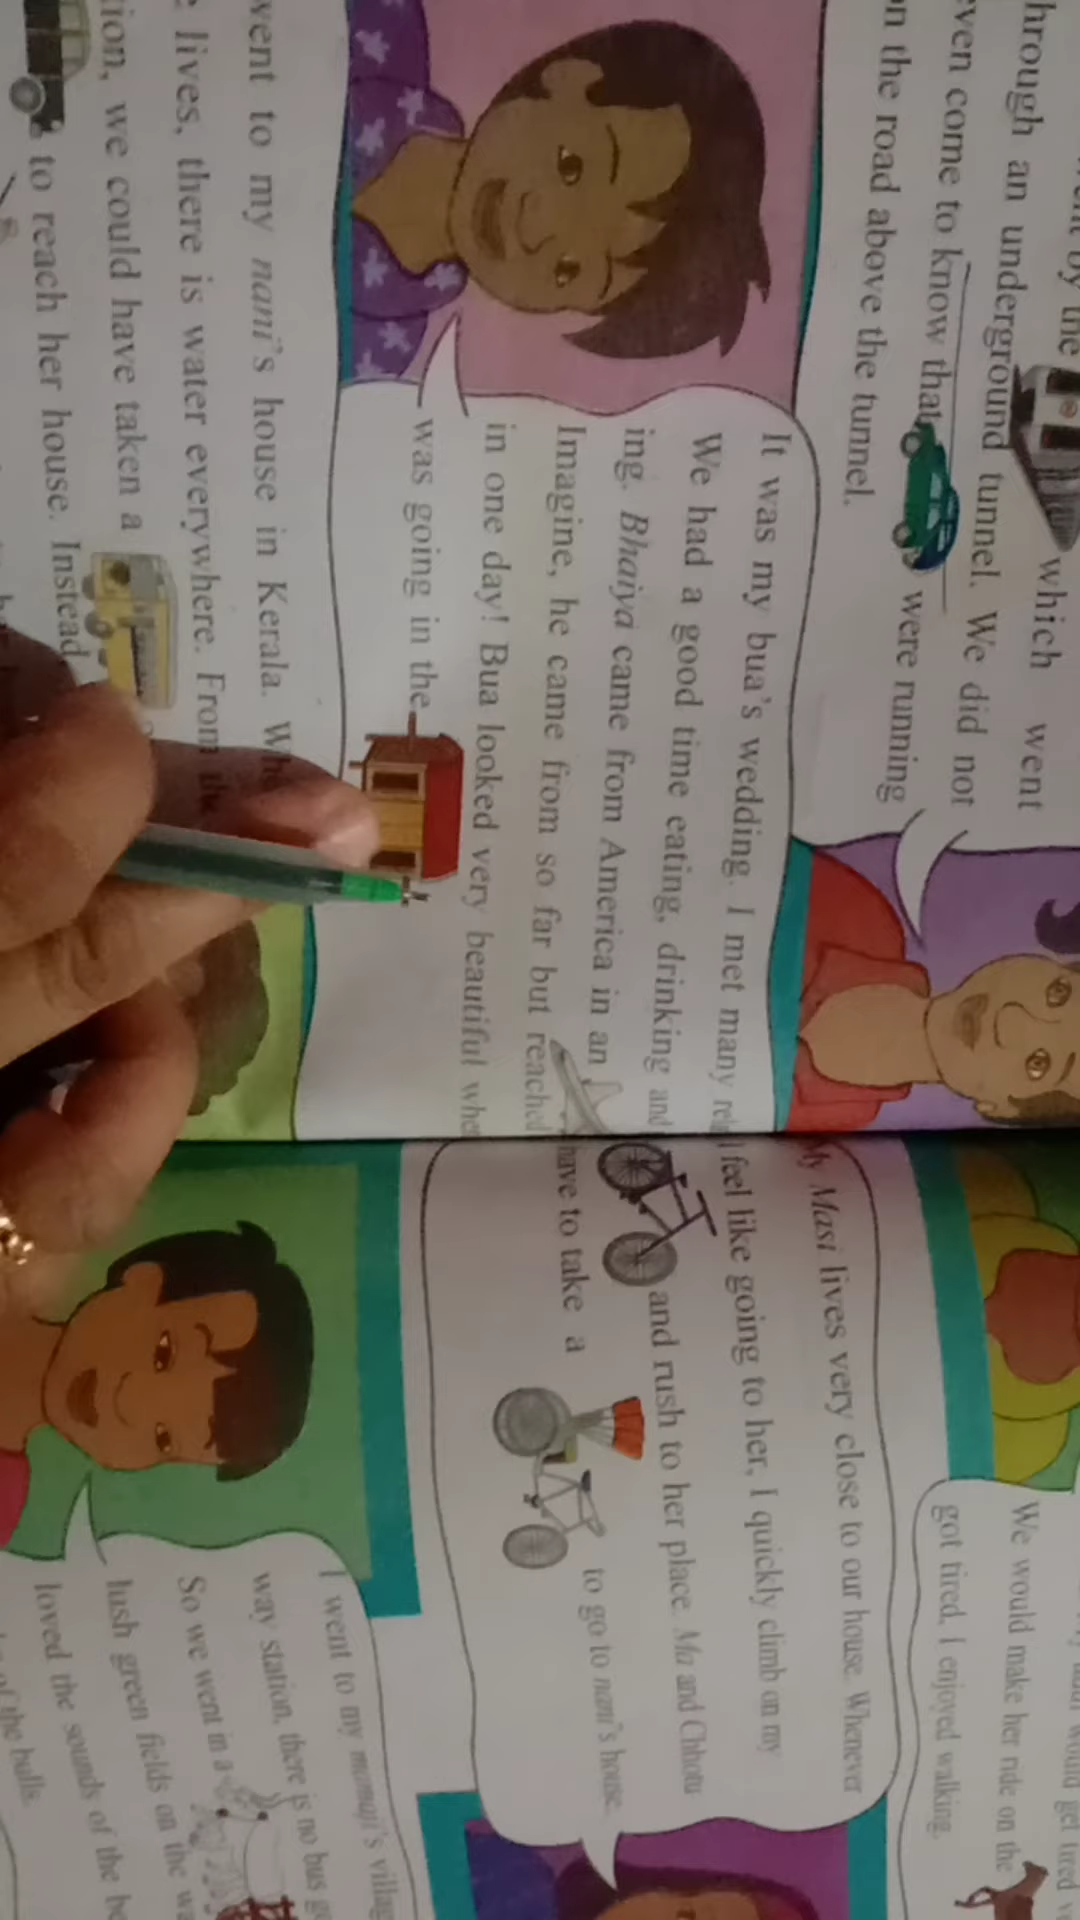 which went
through an underground tunnel. We did not
even come to know that were running
on the road above the tunnel.
It was my bua's wedding. I met many
We had a good time eating, drinking and
ing. Bhaiya came from America in an
Imagine, he came from so far but reached
in one day! Bua looked very beautiful
was going in the
went to my nani's house in Kerala.
lives, there is water everywhere. From
we could have taken a
to reach her house. Instead
We would make her ride on the
got tired, I enjoyed walking.
My Masi lives very close to our house. Whenever
I feel like going to her, I quickly climb on my
and rush to her place. Ma and Chhotu
have to take a to go to nani's house.
I went to my mamaji's
way station, there is no bus
So we went in a
lush green fields on the
loved the sounds of the
of the bulls.